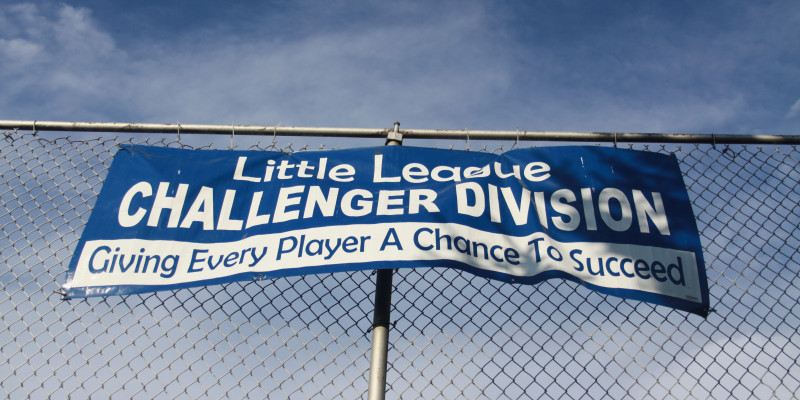 Little League
CHALLENGER DIVISION
Giving Every Player A Chance To Succeed